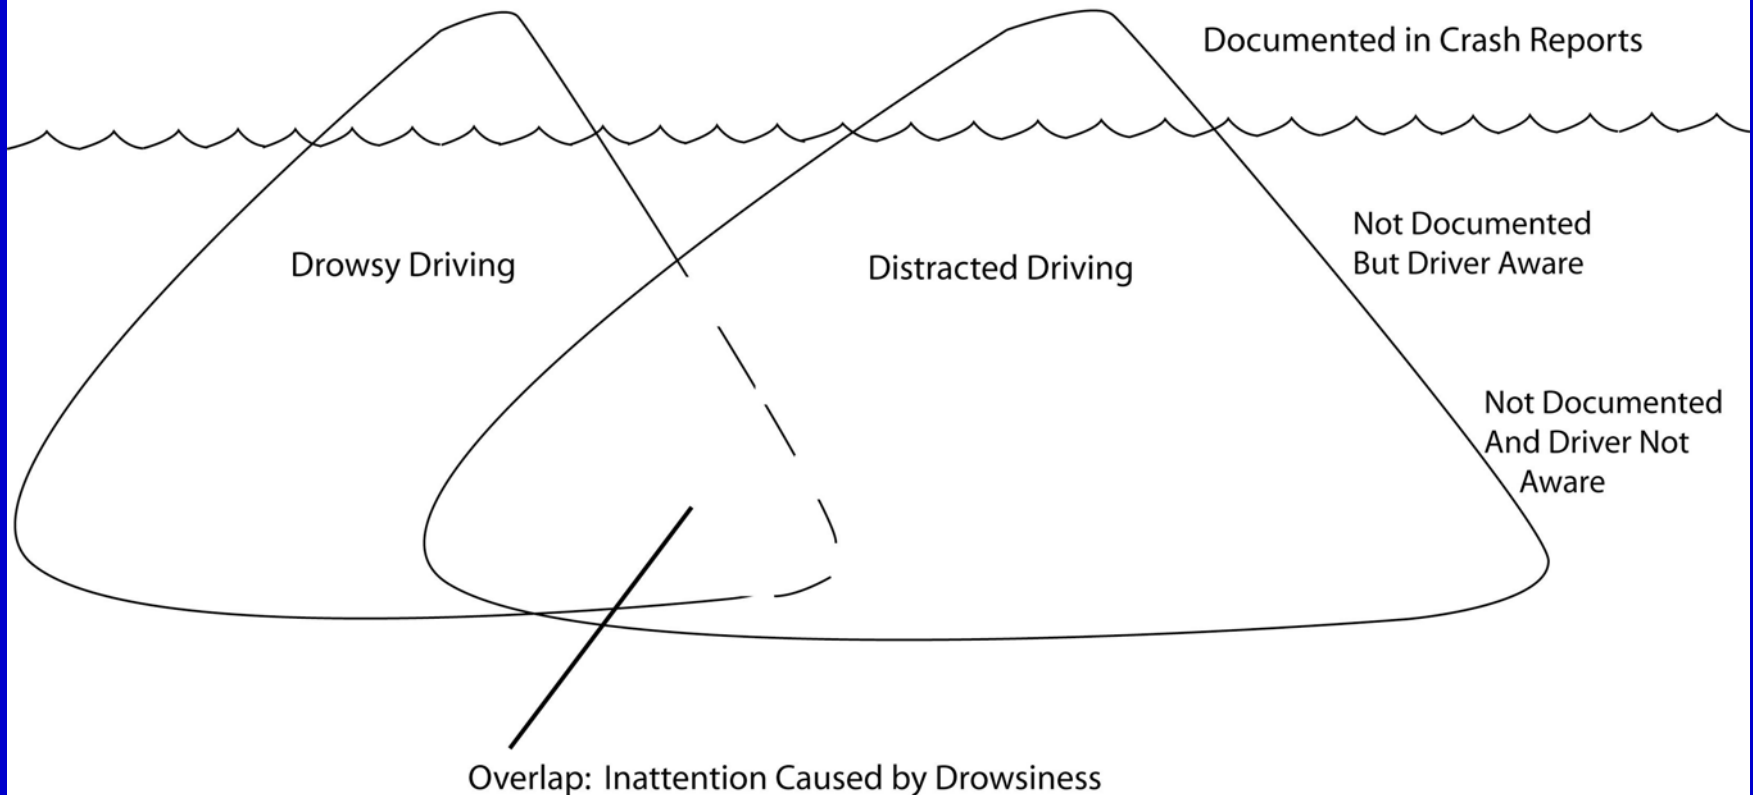 Documented in Crash Reports
Not Documented
But Driver Aware
Drowsy Driving
Distracted Driving
Not Documented
And Driver Not
Aware
Overlap: Inattention Caused by Drowsiness